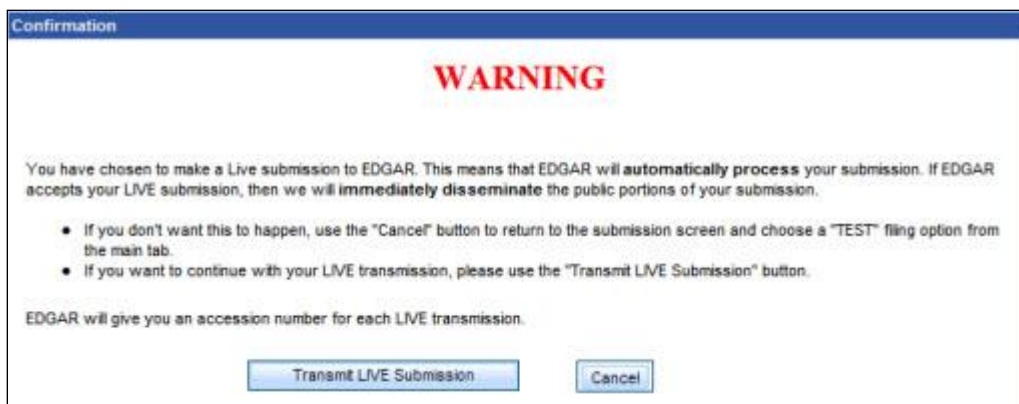 Confirmation
WARNING
You have chosen to make a Live submission to EDGAR. This means that EDGAR will automatically process your submission. If EDGAR
accepts your LIVE submission, then we will immediately disseminate the public portions of your submission.
• If you don't want this to happen, use the "Cancel" button to return to the submission screen and choose a "TEST" filing option from
the main tab.
• If you want to continue with your LIVE transmission, please use the "Transmit LIVE Submission" button.
EDGAR will give you an accession number for each LIVE transmission.
Transmit LIVE Submission Cancel